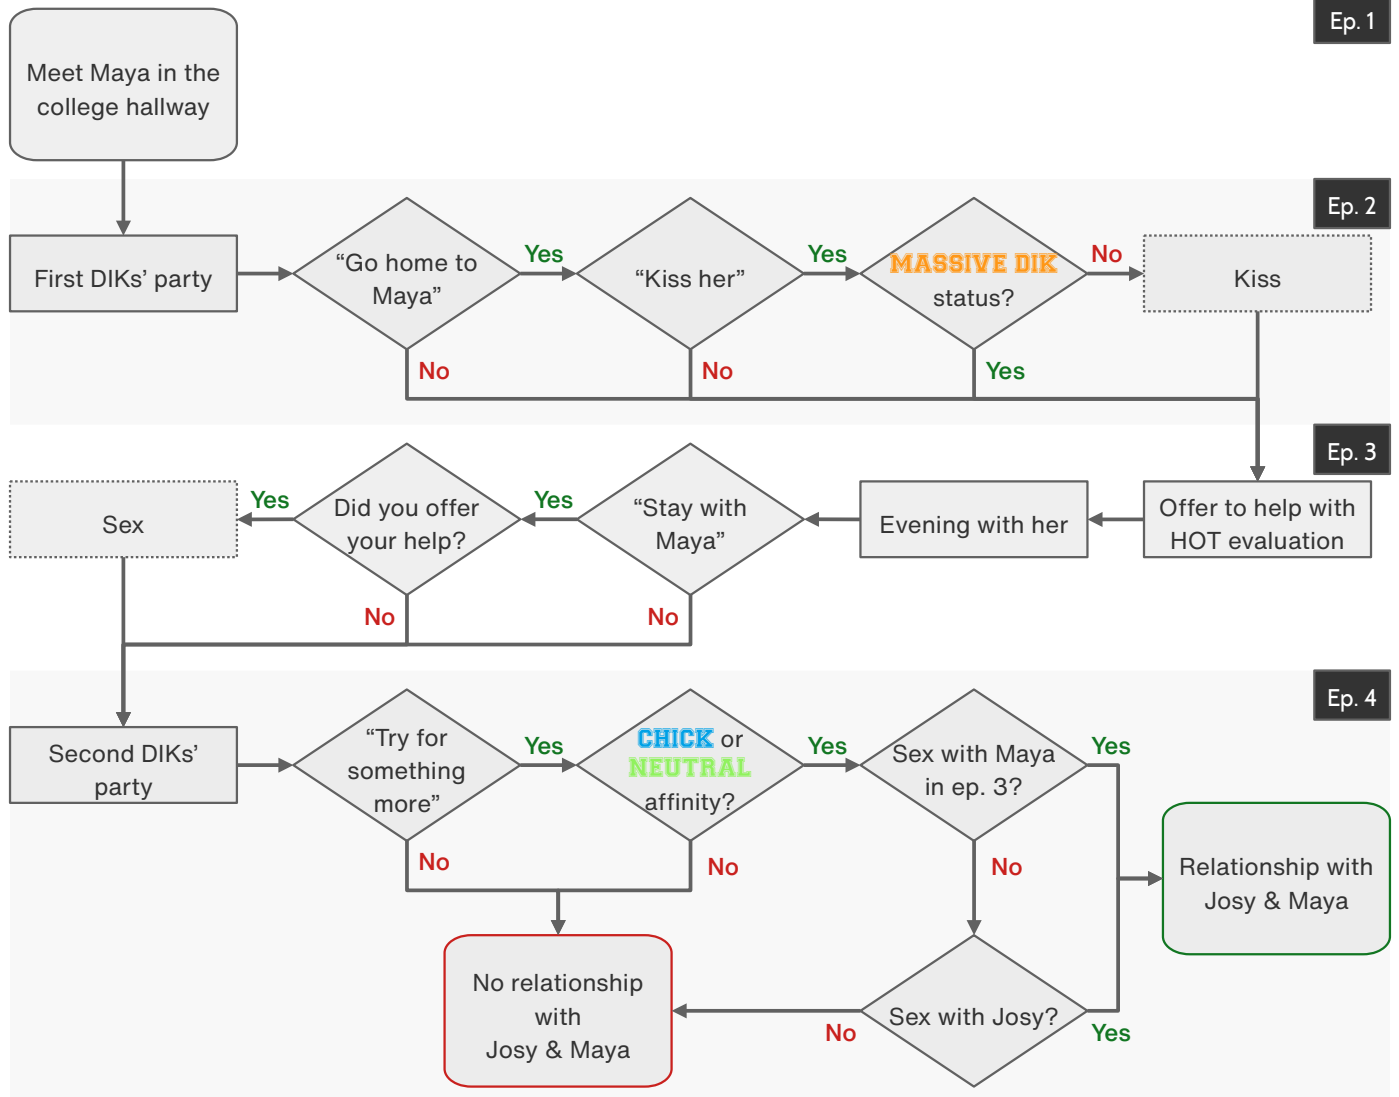 Ep. 1
Meet Maya in the
college hallway
Ep. 2
First DIKs’ party
“Go home to
Maya”
Yes
No
“Kiss her”
Yes
No
MASSIVE DIK
status?
No
Yes
Kiss
Ep. 3
Offer to help with
HOT evaluation
Evening with her
“Stay with
Maya”
Yes
No
Did you offer
your help?
Yes
No
Sex
Ep. 4
Second DIKs’
party
“Try for
something
more”
Yes
No
CHICK or
NEUTRAL
affinity?
Yes
No
Sex with Maya
in ep. 3?
Yes
No
Sex with Josy?
No
Yes
Relationship with
Josy & Maya
No relationship
with
Josy & Maya